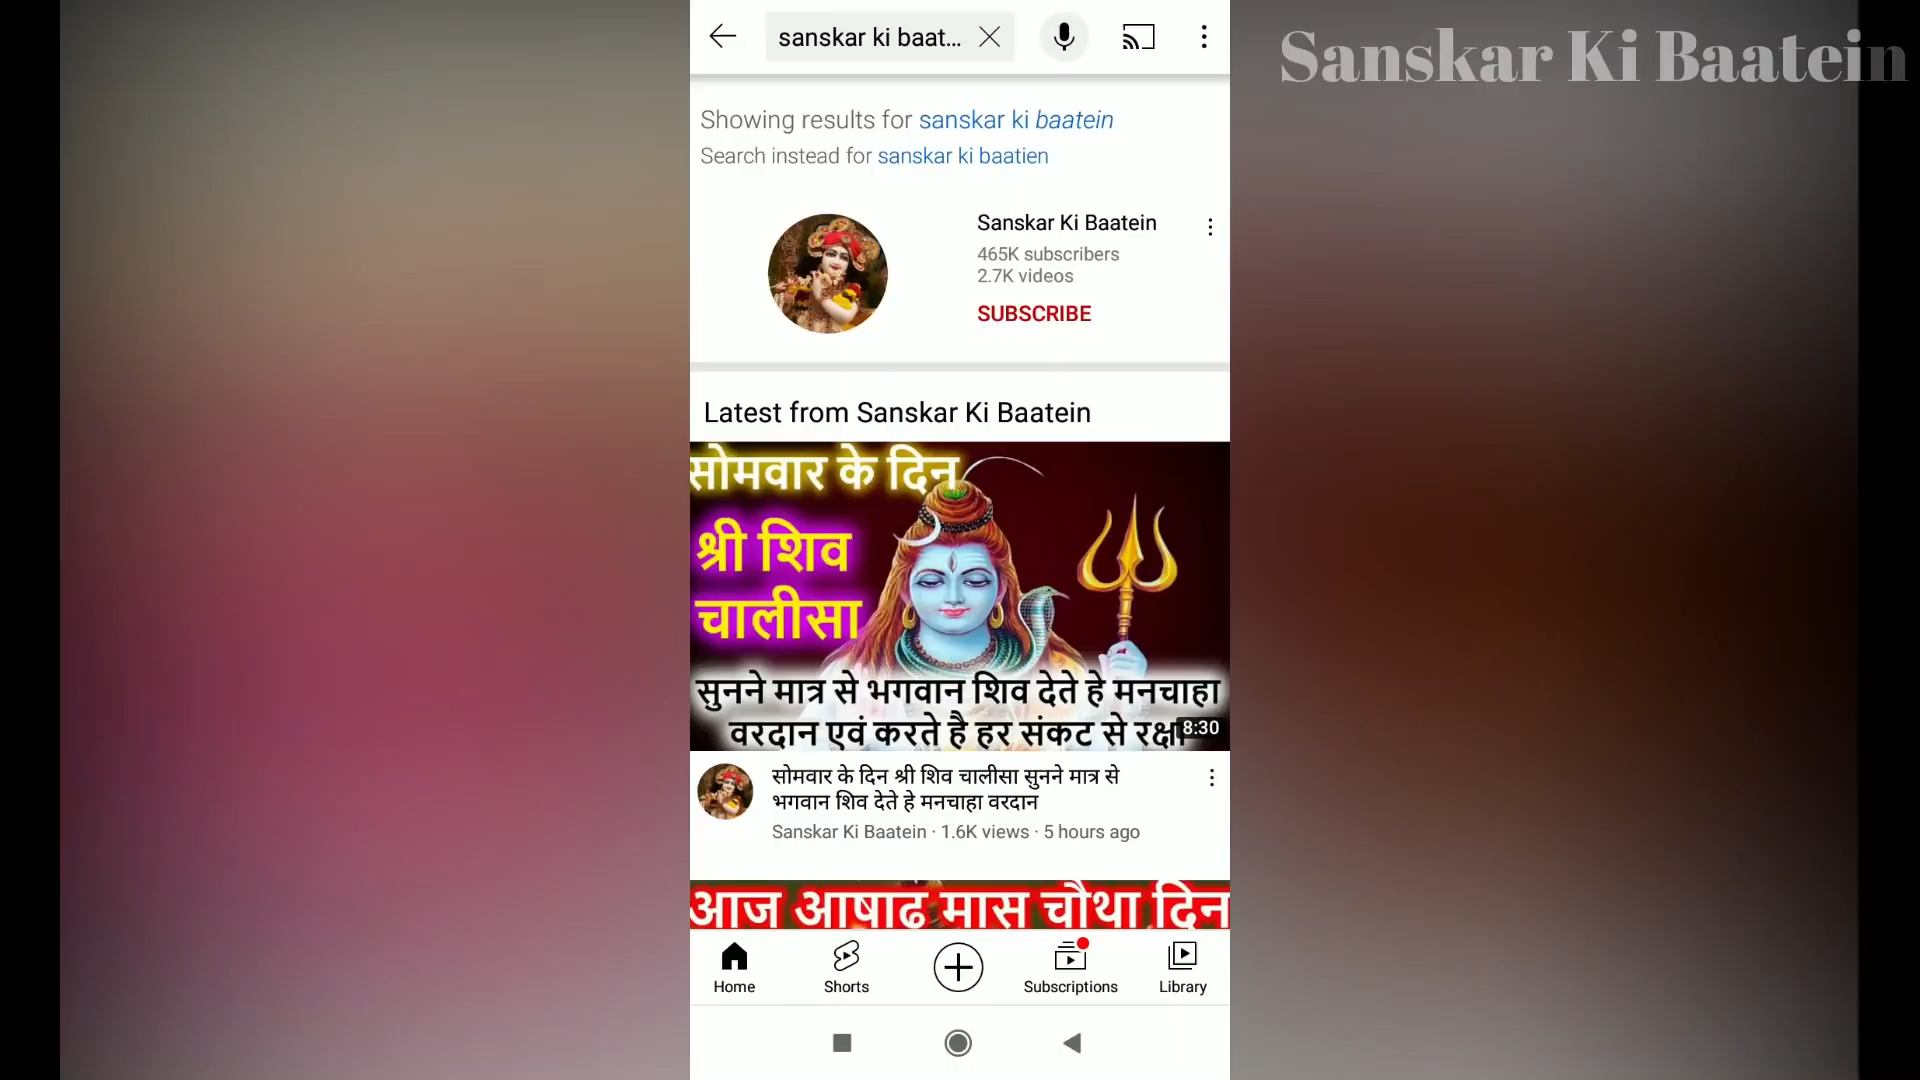 sanskar ki baat...
Sanskar Ki Baatein
Showing results for sanskar ki baatein
Search instead for sanskar ki baatien
Sanskar Ki Baatein
465K subscribers
2.7K videos
SUBSCRIBE
Latest from Sanskar Ki Baatein
सोमवार के दिन
श्री शिव
चालीसा
सुनने मात्र से भगवान शिव देते हे मनचाहा
वरदान एवं करते है हर संकट से रक्षा
8:30
सोमवार के दिन श्री शिव चालीसा सुनने मात्र से
भगवान शिव देते हे मनचाहा वरदान
Sanskar Ki Baatein · 1.6K views · 5 hours ago
आज आषाढ मास चौथा दिन
Home
Shorts
Subscriptions
Library